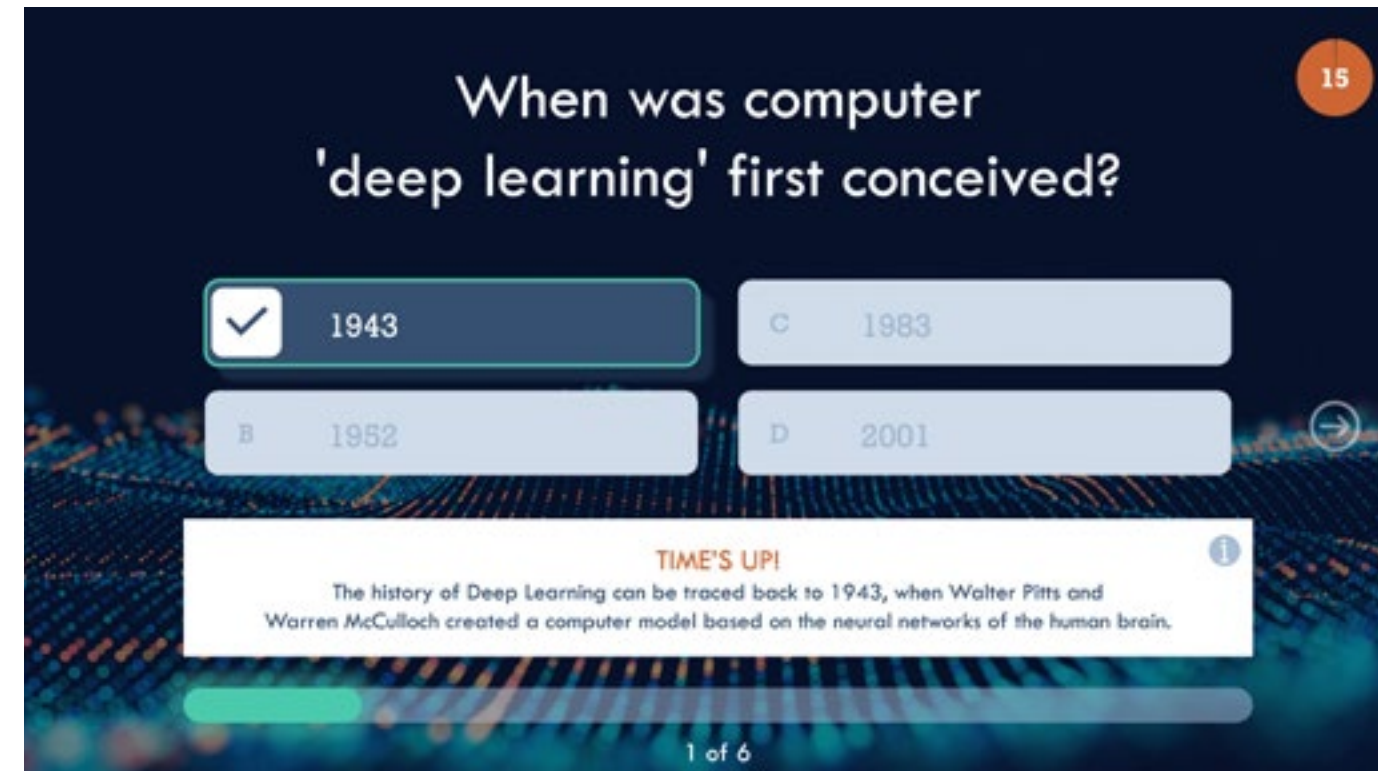 When was computer
'deep learning' first conceived?
15
1943
C 1983
B 1952
D 2001
TIME'S UP!
The history of Deep Learning can be traced back to 1943, when Walter Pitts and
Warren McCulloch created a computer model based on the neural networks of the human brain.
1 of 6